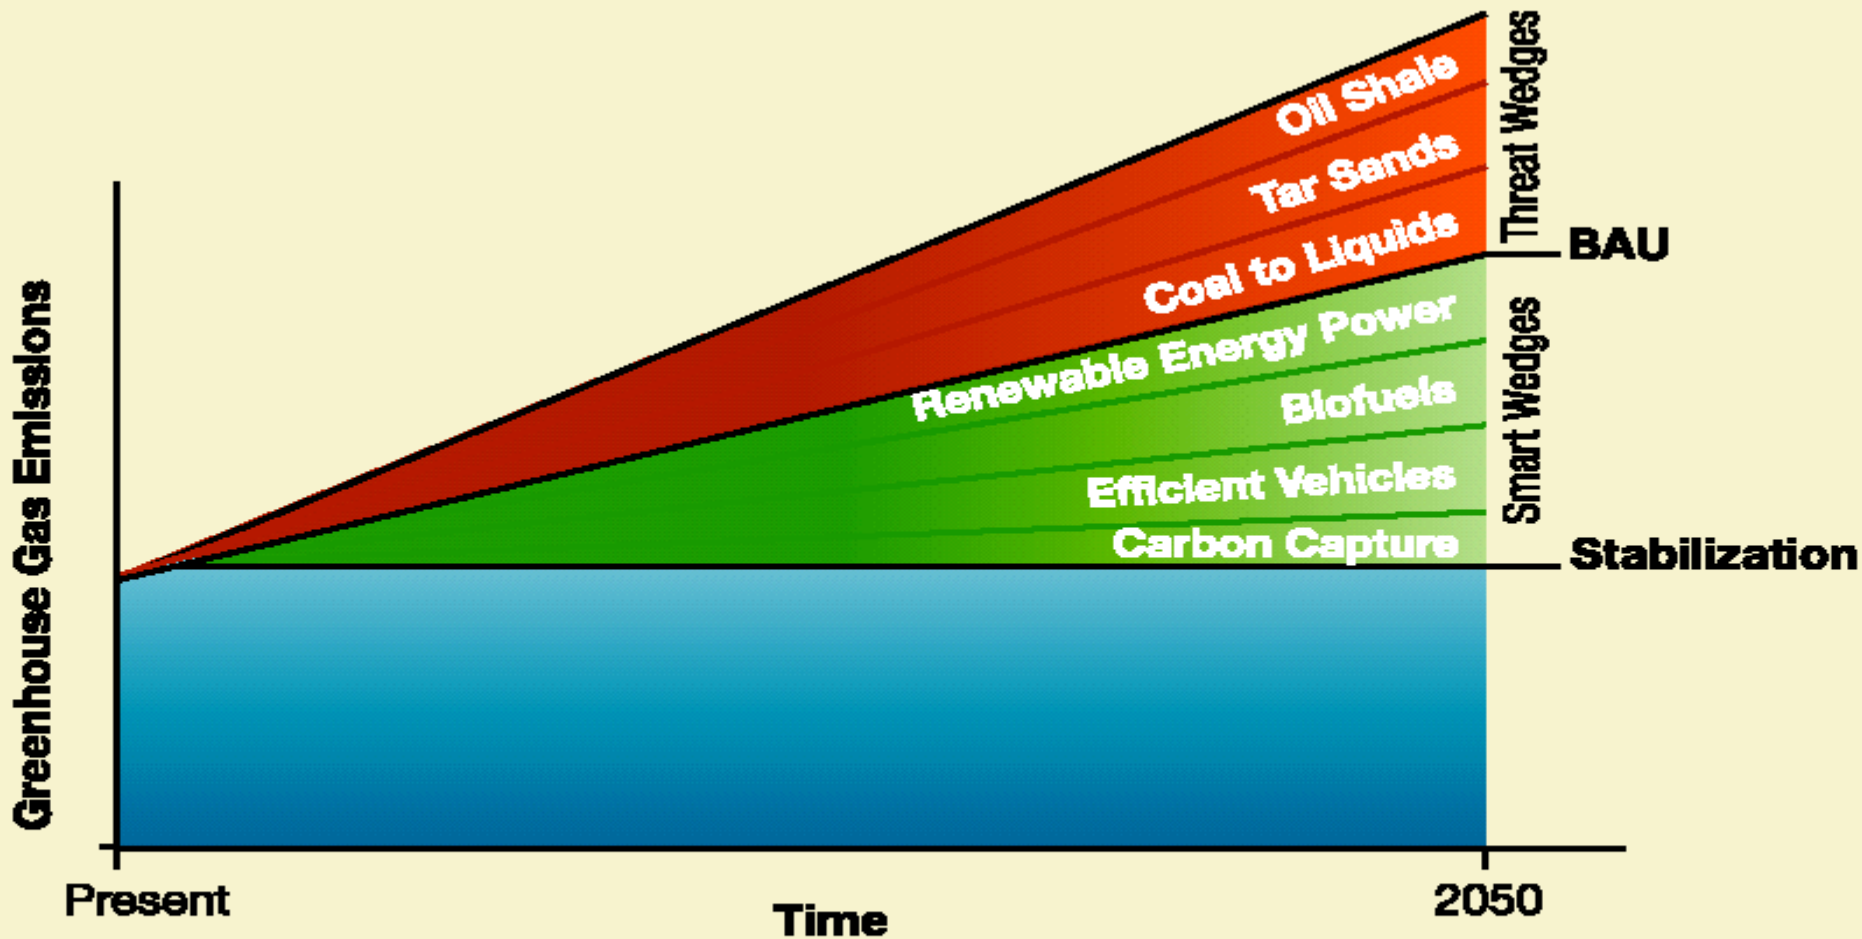 Oil Shale
Tar Sands
Coal to Liquids
Renewable Energy Power
Biofuels
Efficient Vehicles
Carbon Capture
Threat Wedges
BAU
Smart Wedges
Stabilization
Greenhouse Gas Emissions
Present
Time
2050